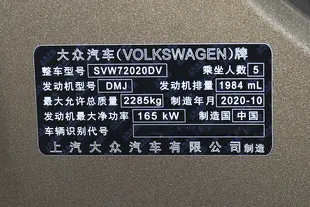 大众汽车(VOLKSWAGEN)牌
整车型号 SVW72020DV 乘坐人数 5
发动机型号 DMJ 发动机排量 1984 mL
最大允许总质量 2285kg 制造年月 2020-10
发动机最大净功率 165 kW 制造国 中国
车辆识别代号
上汽大众汽车有限公司 制造